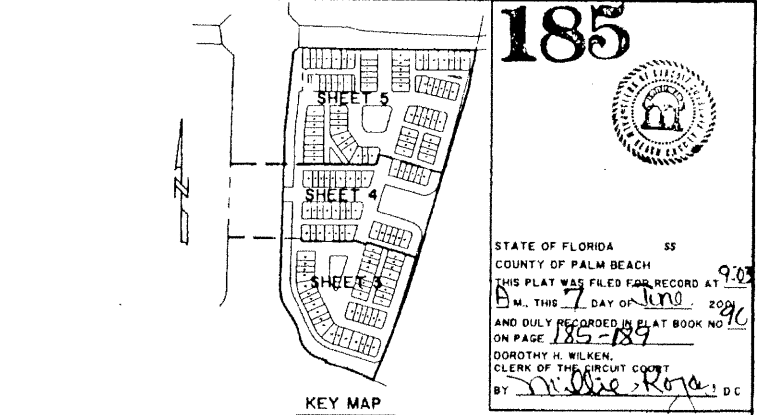 185
SHEET 5
SHEET 4
SHEET 3
N
KEY MAP
STATE OF FLORIDA SS
COUNTY OF PALM BEACH
THIS PLAT WAS FILED FOR RECORD AT 9:03
A M., THIS 7 DAY OF June 2001
AND DULY RECORDED IN PLAT BOOK NO 90
ON PAGE 185-189
DOROTHY H. WILKEN,
CLERK OF THE CIRCUIT COURT
BY Millie, D C